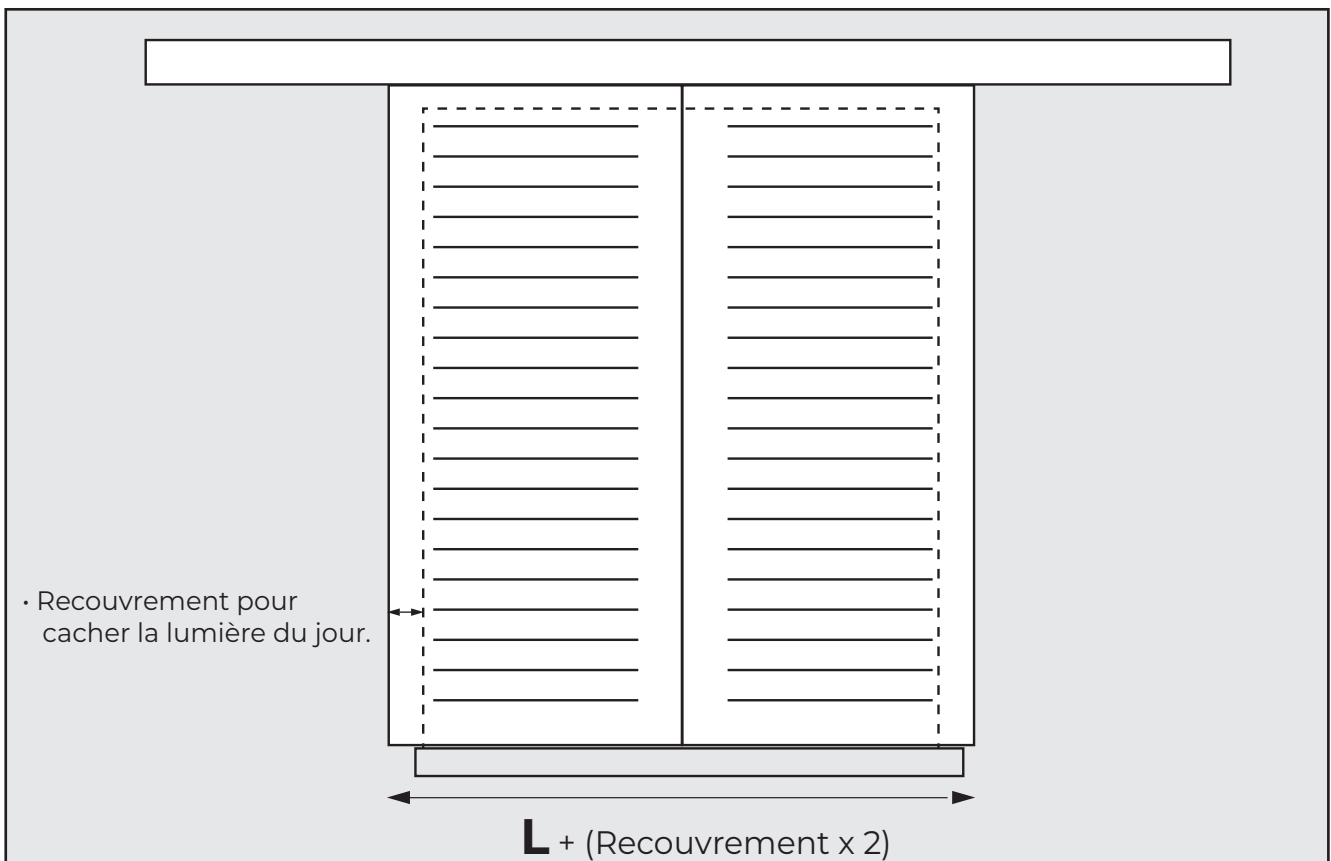 • Recouvrement pour
cacher la lumière du jour.
L + (Recouvrement x 2)